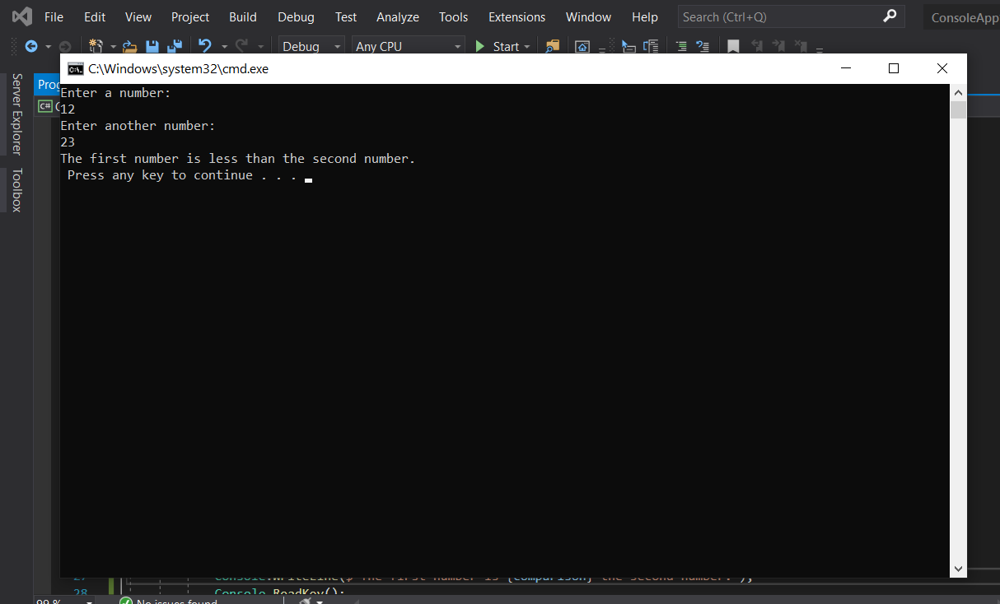 File Edit View Project Build Debug Test Analyze Tools Extensions Window Help Search (Ctrl+Q) ConsoleApp
Debug Any CPU Start
C:\Windows\system32\cmd.exe
Server Explorer
Toolbox
Prog
C#
Enter a number:
12
Enter another number:
23
The first number is less than the second number.
Press any key to continue . . .
27 Console.WriteLine($"The first number is {comparison} the second number.");
28 Console.ReadKey();
99 % No issues found